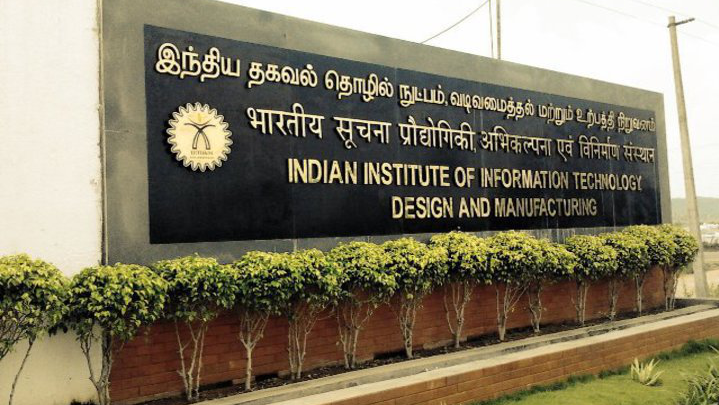 இந்திய தகவல் தொழில் நுட்பம், வடிவமைத்தல் மற்றும் உற்பத்தி நிறுவனம்
भारतीय सूचना प्रौद्योगिकी, अभिकल्पना एवं विनिर्माण संस्थान
INDIAN INSTITUTE OF INFORMATION TECHNOLOGY
DESIGN AND MANUFACTURING